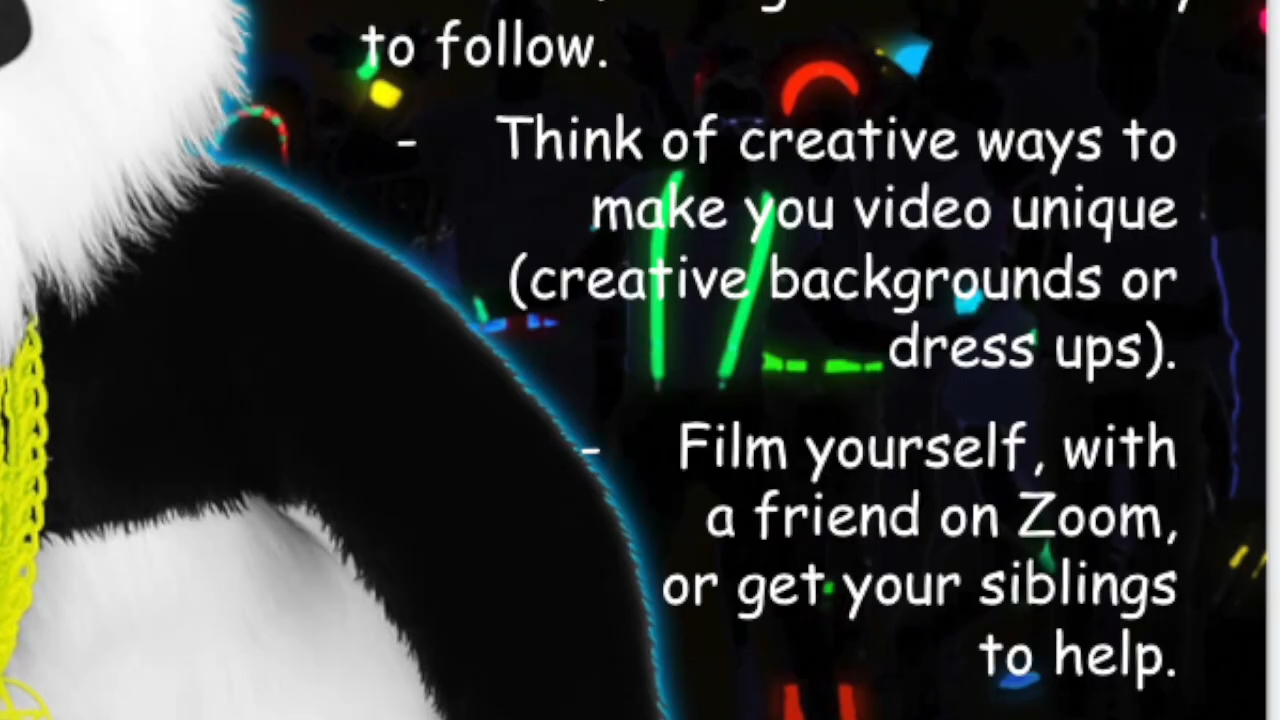 to follow.
- Think of creative ways to
make you video unique
(creative backgrounds or
dress ups).
- Film yourself, with
a friend on Zoom,
or get your siblings
to help.